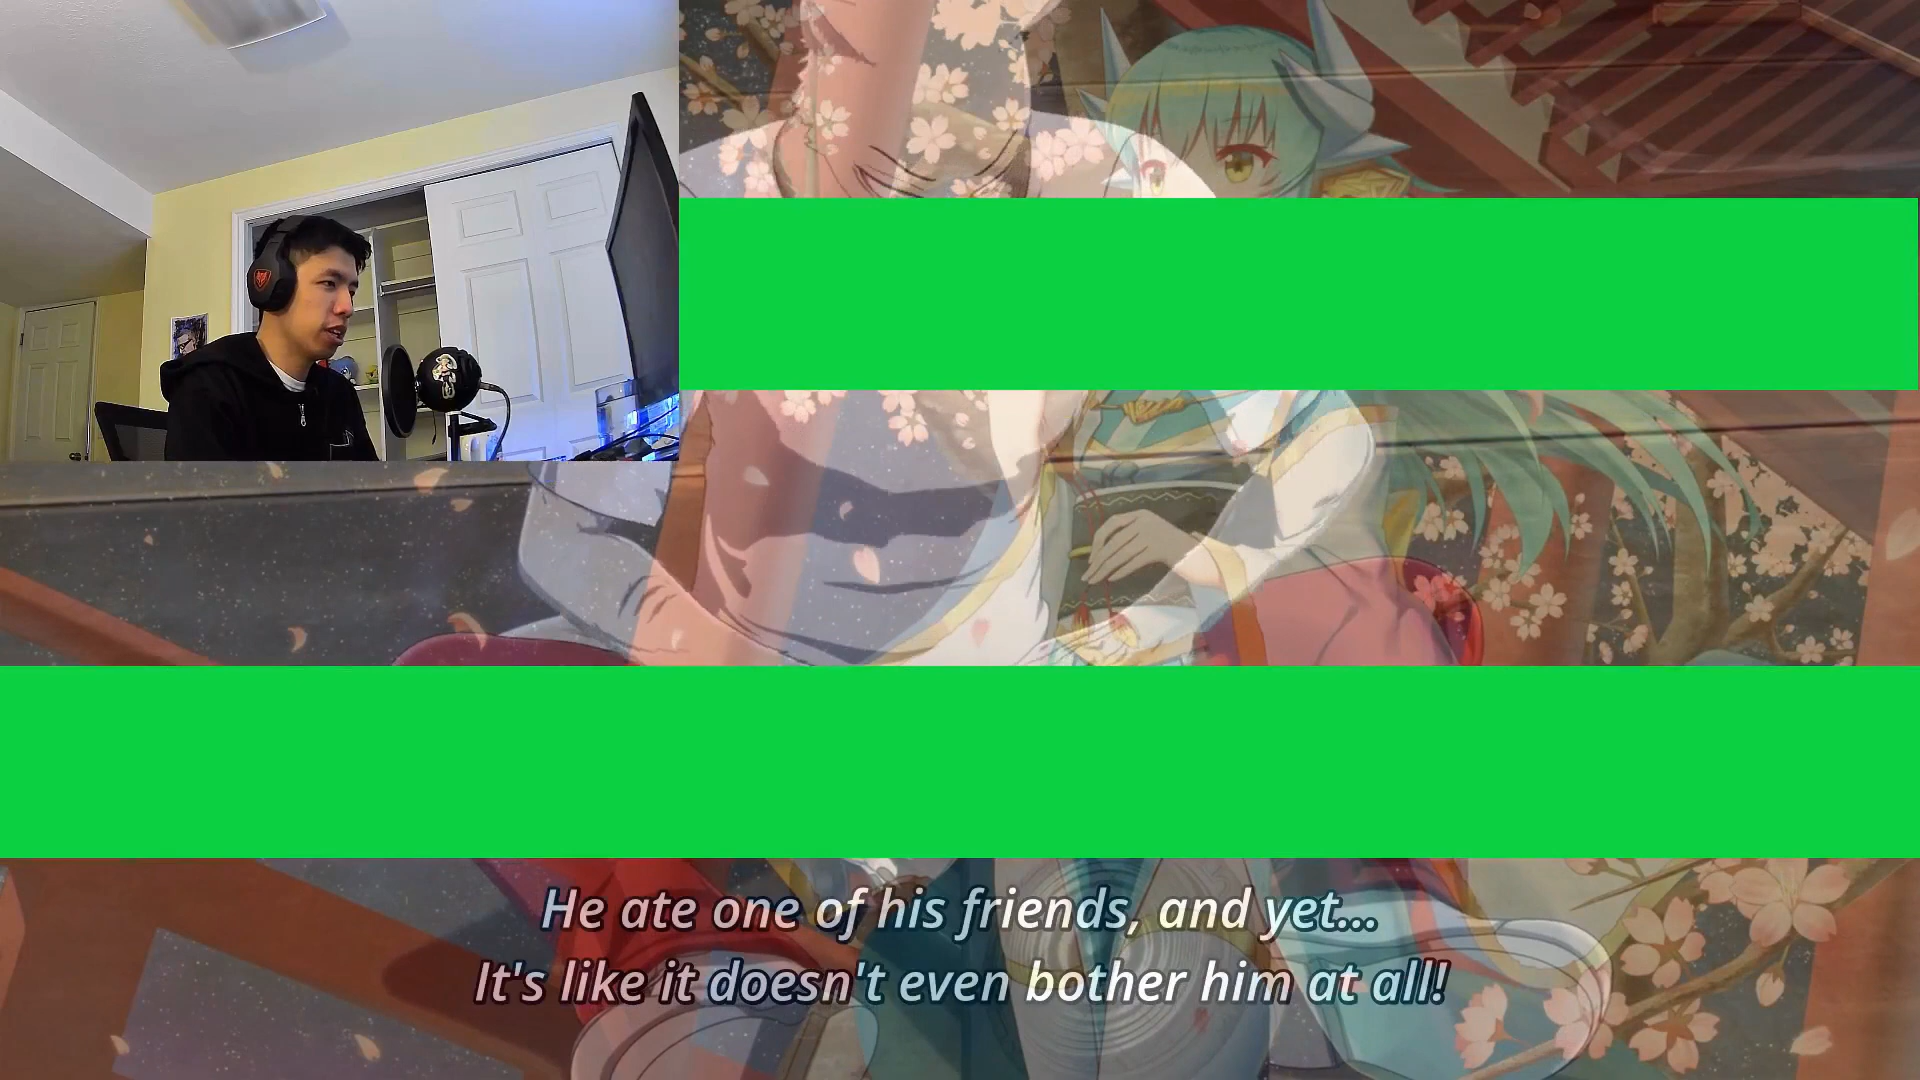 He ate one of his friends, and yet...
It's like it doesn't even bother him at all!